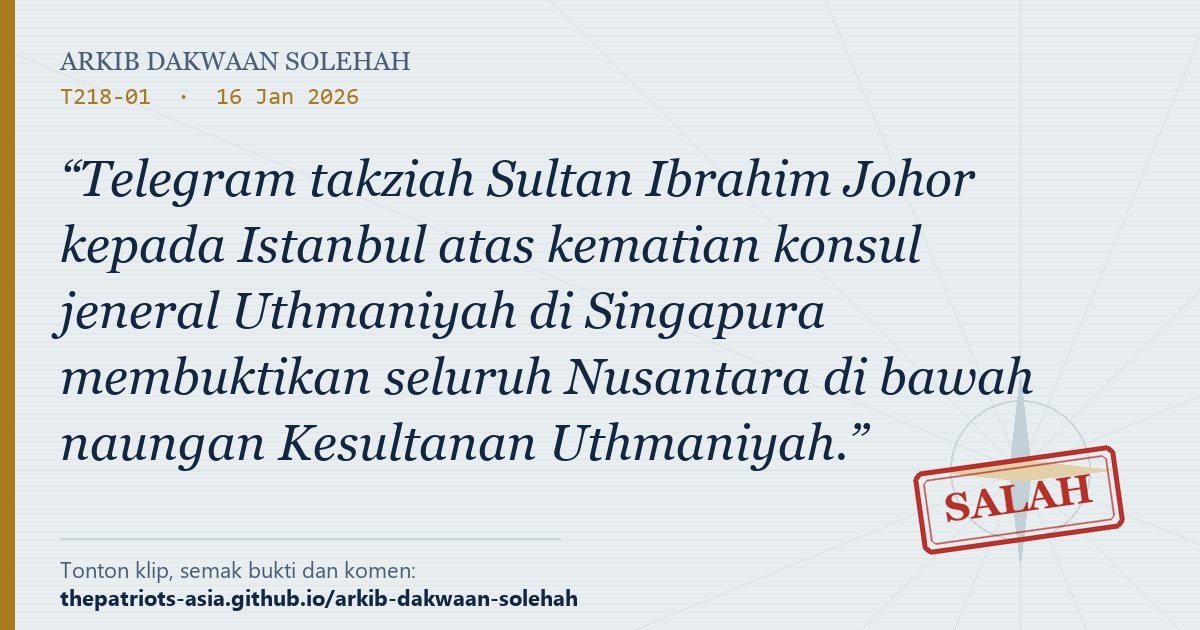 ARKIB DAKWAAN SOLEHAH
T218-01 · 16 Jan 2026
“Telegram takziah Sultan Ibrahim Johor
kepada Istanbul atas kematian konsul
jeneral Uthmaniyah di Singapura
membuktikan seluruh Nusantara di bawah
naungan Kesultanan Uthmaniyah.”
SALAH
Tonton klip, semak bukti dan komen:
thepatriots-asia.github.io/arkib-dakwaan-solehah